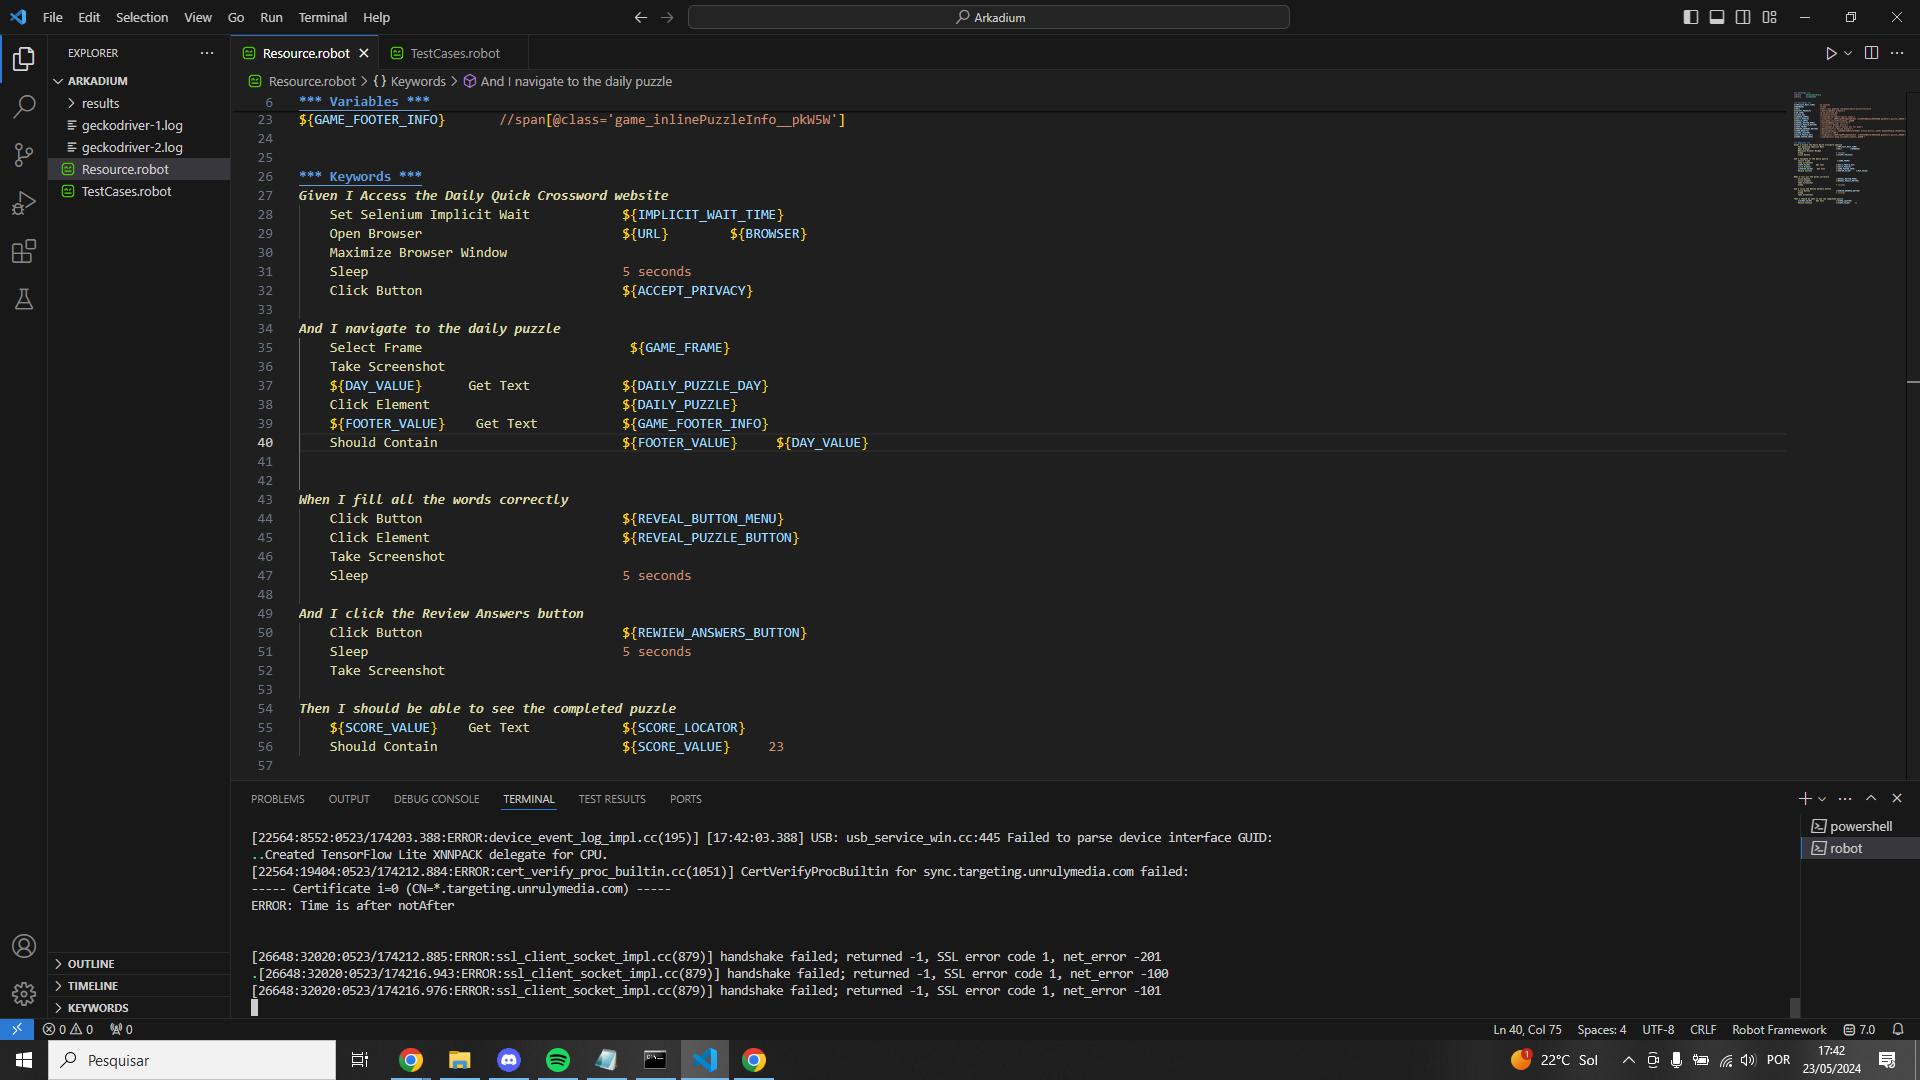 File Edit Selection View Go Run Terminal Help
Arkadium
EXPLORER
ARKADIUM
results
geckodriver-1.log
geckodriver-2.log
Resource.robot
TestCases.robot
OUTLINE
TIMELINE
KEYWORDS
Resource.robot TestCases.robot
Resource.robot > {} Keywords > And I navigate to the daily puzzle
6 *** Variables ***
23 ${GAME_FOOTER_INFO} //span[@class='game_inlinePuzzleInfo__pkW5W']
24
25
26 *** Keywords ***
27 Given I Access the Daily Quick Crossword website
28 Set Selenium Implicit Wait ${IMPLICIT_WAIT_TIME}
29 Open Browser ${URL} ${BROWSER}
30 Maximize Browser Window
31 Sleep 5 seconds
32 Click Button ${ACCEPT_PRIVACY}
33
34 And I navigate to the daily puzzle
35 Select Frame ${GAME_FRAME}
36 Take Screenshot
37 ${DAY_VALUE} Get Text ${DAILY_PUZZLE_DAY}
38 Click Element ${DAILY_PUZZLE}
39 ${FOOTER_VALUE} Get Text ${GAME_FOOTER_INFO}
40 Should Contain ${FOOTER_VALUE} ${DAY_VALUE}
41
42
43 When I fill all the words correctly
44 Click Button ${REVEAL_BUTTON_MENU}
45 Click Element ${REVEAL_PUZZLE_BUTTON}
46 Take Screenshot
47 Sleep 5 seconds
48
49 And I click the Review Answers button
50 Click Button ${REWIEW_ANSWERS_BUTTON}
51 Sleep 5 seconds
52 Take Screenshot
53
54 Then I should be able to see the completed puzzle
55 ${SCORE_VALUE} Get Text ${SCORE_LOCATOR}
56 Should Contain ${SCORE_VALUE} 23
57
PROBLEMS OUTPUT DEBUG CONSOLE TERMINAL TEST RESULTS PORTS
[22564:8552:0523/174203.388:ERROR:device_event_log_impl.cc(195)] [17:42:03.388] USB: usb_service_win.cc:445 Failed to parse device interface GUID:
..Created TensorFlow Lite XNNPACK delegate for CPU.
[22564:19404:0523/174212.884:ERROR:cert_verify_proc_builtin.cc(1051)] CertVerifyProcBuiltin for sync.targeting.unrulymedia.com failed:
----- Certificate i=0 (CN=*.targeting.unrulymedia.com) -----
ERROR: Time is after notAfter
[26648:32020:0523/174212.885:ERROR:ssl_client_socket_impl.cc(879)] handshake failed; returned -1, SSL error code 1, net_error -201
.[26648:32020:0523/174216.943:ERROR:ssl_client_socket_impl.cc(879)] handshake failed; returned -1, SSL error code 1, net_error -100
[26648:32020:0523/174216.976:ERROR:ssl_client_socket_impl.cc(879)] handshake failed; returned -1, SSL error code 1, net_error -101
powershell
robot
0 0 0
Ln 40, Col 75 Spaces: 4 UTF-8 CRLF Robot Framework 7.0
Pesquisar
1
22°C Sol
POR
17:42
23/05/2024